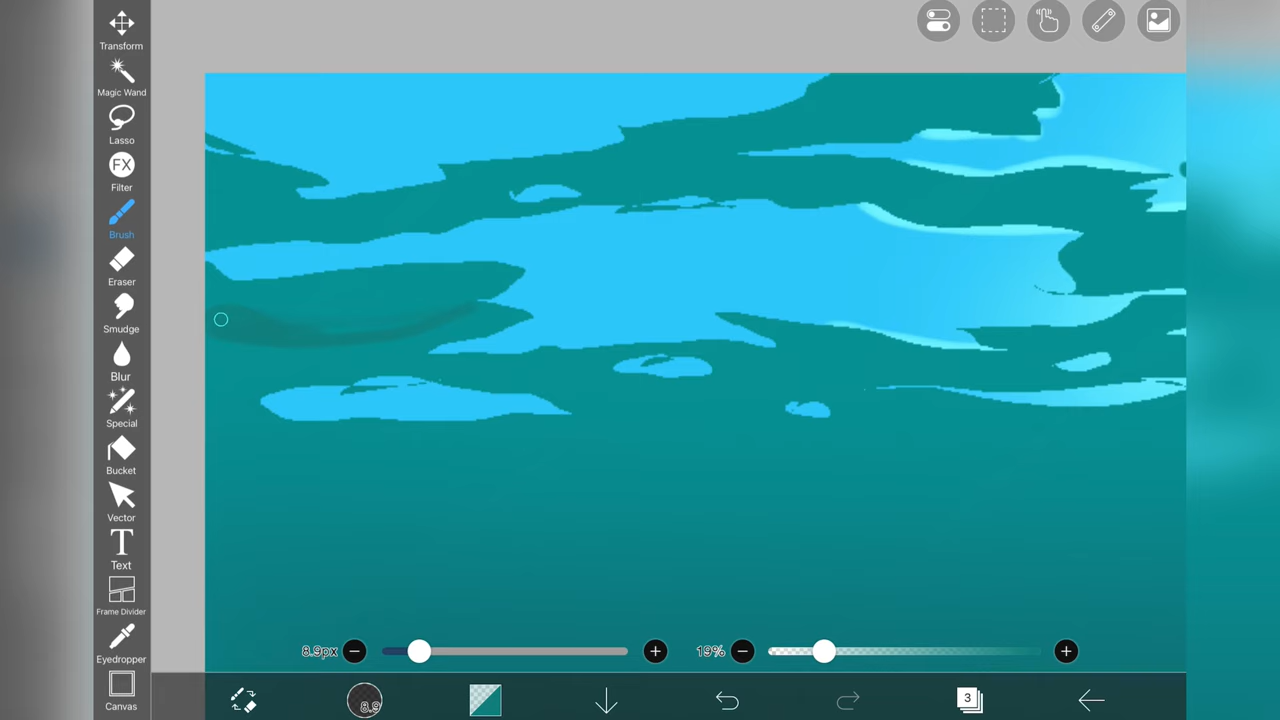 Transform
Magic Wand
Lasso
FX
Filter
Brush
Eraser
Smudge
Blur
Special
Bucket
Vector
T
Text
Frame Divider
Eyedropper
Canvas
8.9px
19%
8.9
3